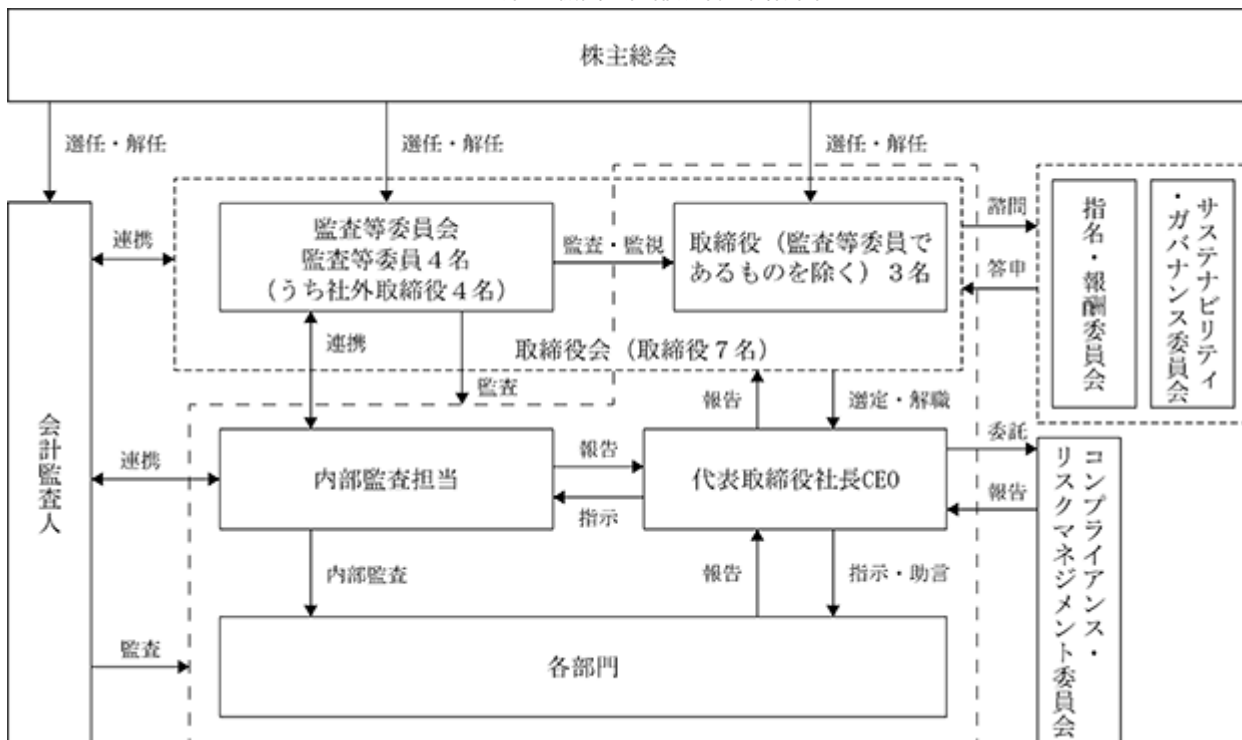 株主総会
選任・解任
選任・解任
選任・解任
連携
監査等委員会
監査等委員4名
(うち社外取締役4名)
監査・監視
取締役(監査等委員で
あるものを除く)3名
諮問
答申
指名・報酬委員会
サステナビリティ
・ガバナンス委員会
連携
取締役会(取締役7名)
監査
報告
選定・解職
会計監査人
連携
内部監査担当
報告
指示
代表取締役社長CEO
委託
報告
コンプライアンス・
リスクマネジメント委員会
内部監査
報告
指示・助言
監査
各部門